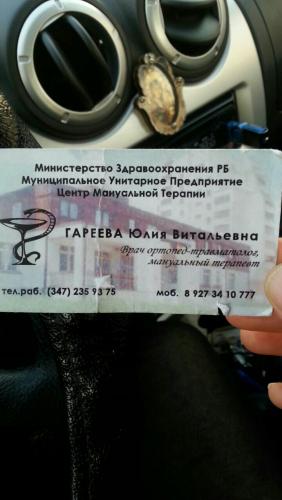 Министерство Здравоохранения РБ
Муниципальное Унитарное Предприятие
Центр Мануальной Терапии
ГАРЕЕВА Юлия Витальевна
Врач ортопед-травматолог,
мануальный терапевт
тел.раб. (347) 235 93 75 моб. 8 927 34 10 777